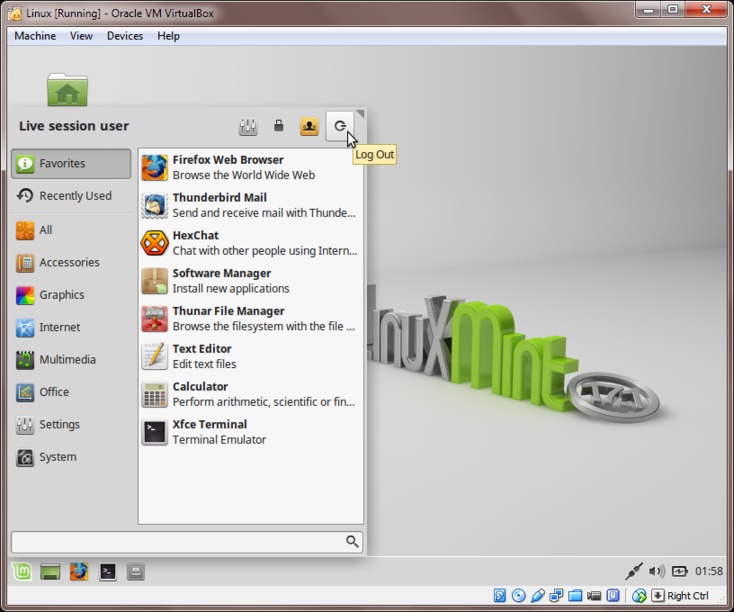 Linux [Running] - Oracle VM VirtualBox
Machine View Devices Help
Live session user
Log Out
Favorites
Recently Used
All
Accessories
Graphics
Internet
Multimedia
Office
Settings
System
Firefox Web Browser
Browse the World Wide Web
Thunderbird Mail
Send and receive mail with Thunde...
HexChat
Chat with other people using Intern...
Software Manager
Install new applications
Thunar File Manager
Browse the filesystem with the file ...
Text Editor
Edit text files
Calculator
Perform arithmetic, scientific or fin...
Xfce Terminal
Terminal Emulator
LinuxMint
17.1
01:58
Right Ctrl